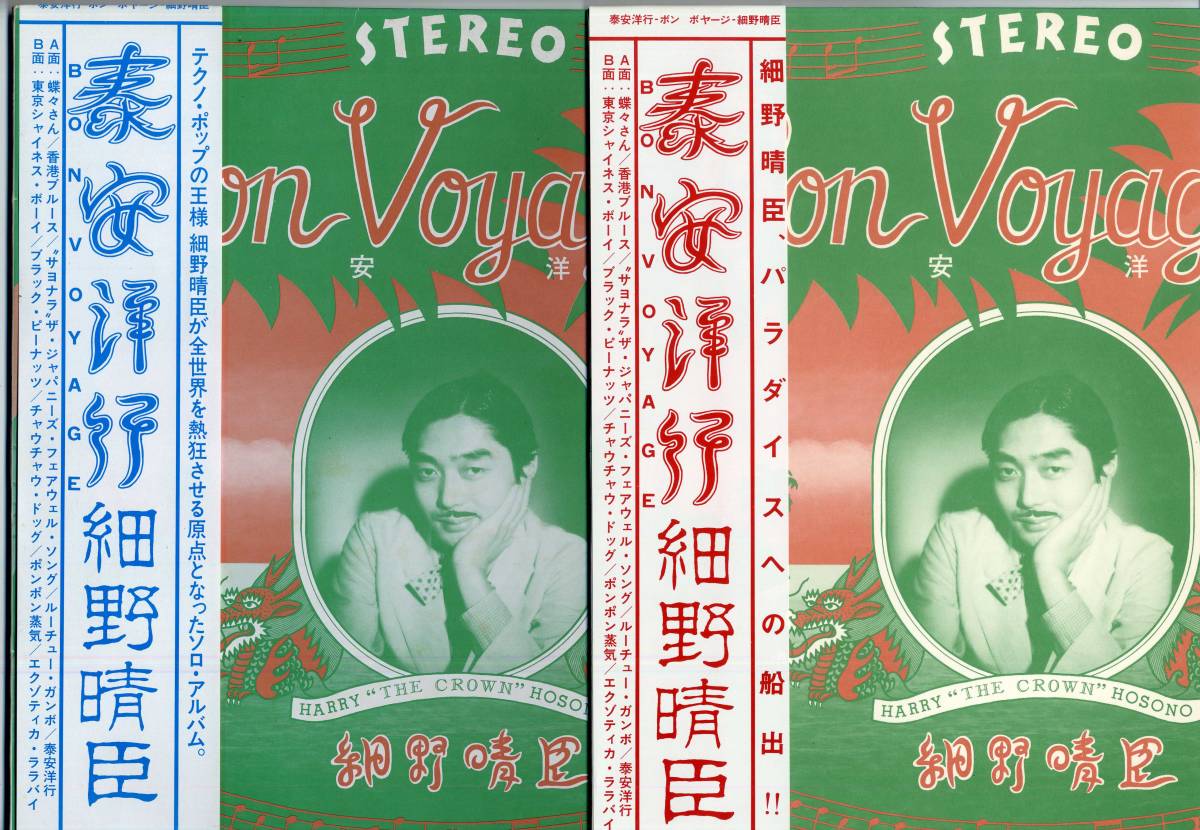 泰安洋行-ボン ボヤージ-細野晴臣
テクノ・ポップの王様 細野晴臣が全世界を熱狂させる原点となったソロ・アルバム。
泰安洋行 細野晴臣
BON VOYAGE
A面:蝶々さん/香港ブルース/〝サヨナラ〟ザ・ジャパニーズ・フェアウェル・ソング/ルーチュー・ガンボ/泰安洋行
B面:東京シャイネス・ボーイ/ブラック・ピーナッツ/チャウチャウ・ドッグ/ポンポン蒸気/エクゾティカ・ララバイ
STEREO
on Voyag
安 洋
HARRY "THE CROWN" HOSONO
細野晴臣
泰安洋行-ボン ボヤージ-細野晴臣
細野晴臣、パラダイスへの船出!!
泰安洋行 細野晴臣
BON VOYAGE
A面:蝶々さん/香港ブルース/〝サヨナラ〟ザ・ジャパニーズ・フェアウェル・ソング/ルーチュー・ガンボ/泰安洋行
B面:東京シャイネス・ボーイ/ブラック・ピーナッツ/チャウチャウ・ドッグ/ポンポン蒸気/エクゾティカ・ララバイ
STEREO
on Voyag
安 洋
HARRY "THE CROWN" HOSONO
細野晴臣